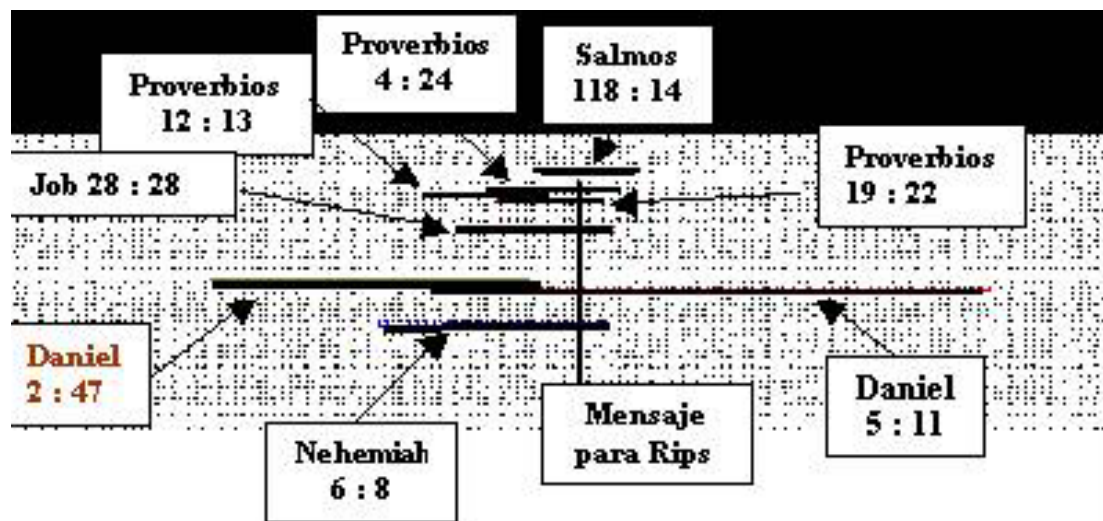 Proverbios
4 : 24
Salmos
118 : 14
Proverbios
12 : 13
Proverbios
19 : 22
Job 28 : 28
Daniel
2 : 47
Daniel
5 : 11
Mensaje
para Rips
Nehemiah
6 : 8